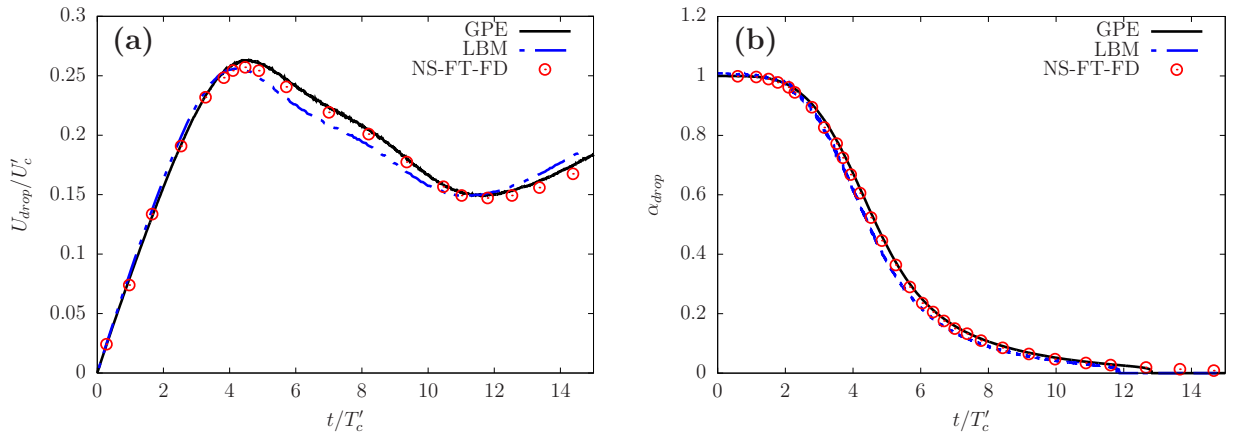 (a)
GPE
LBM
NS-FT-FD
0.3
0.25
0.2
0.15
0.1
0.05
0
0 2 4 6 8 10 12 14
U_drop/U'_c
t/T'_c
(b)
GPE
LBM
NS-FT-FD
1.2
1
0.8
0.6
0.4
0.2
0
0 2 4 6 8 10 12 14
α_drop
t/T'_c